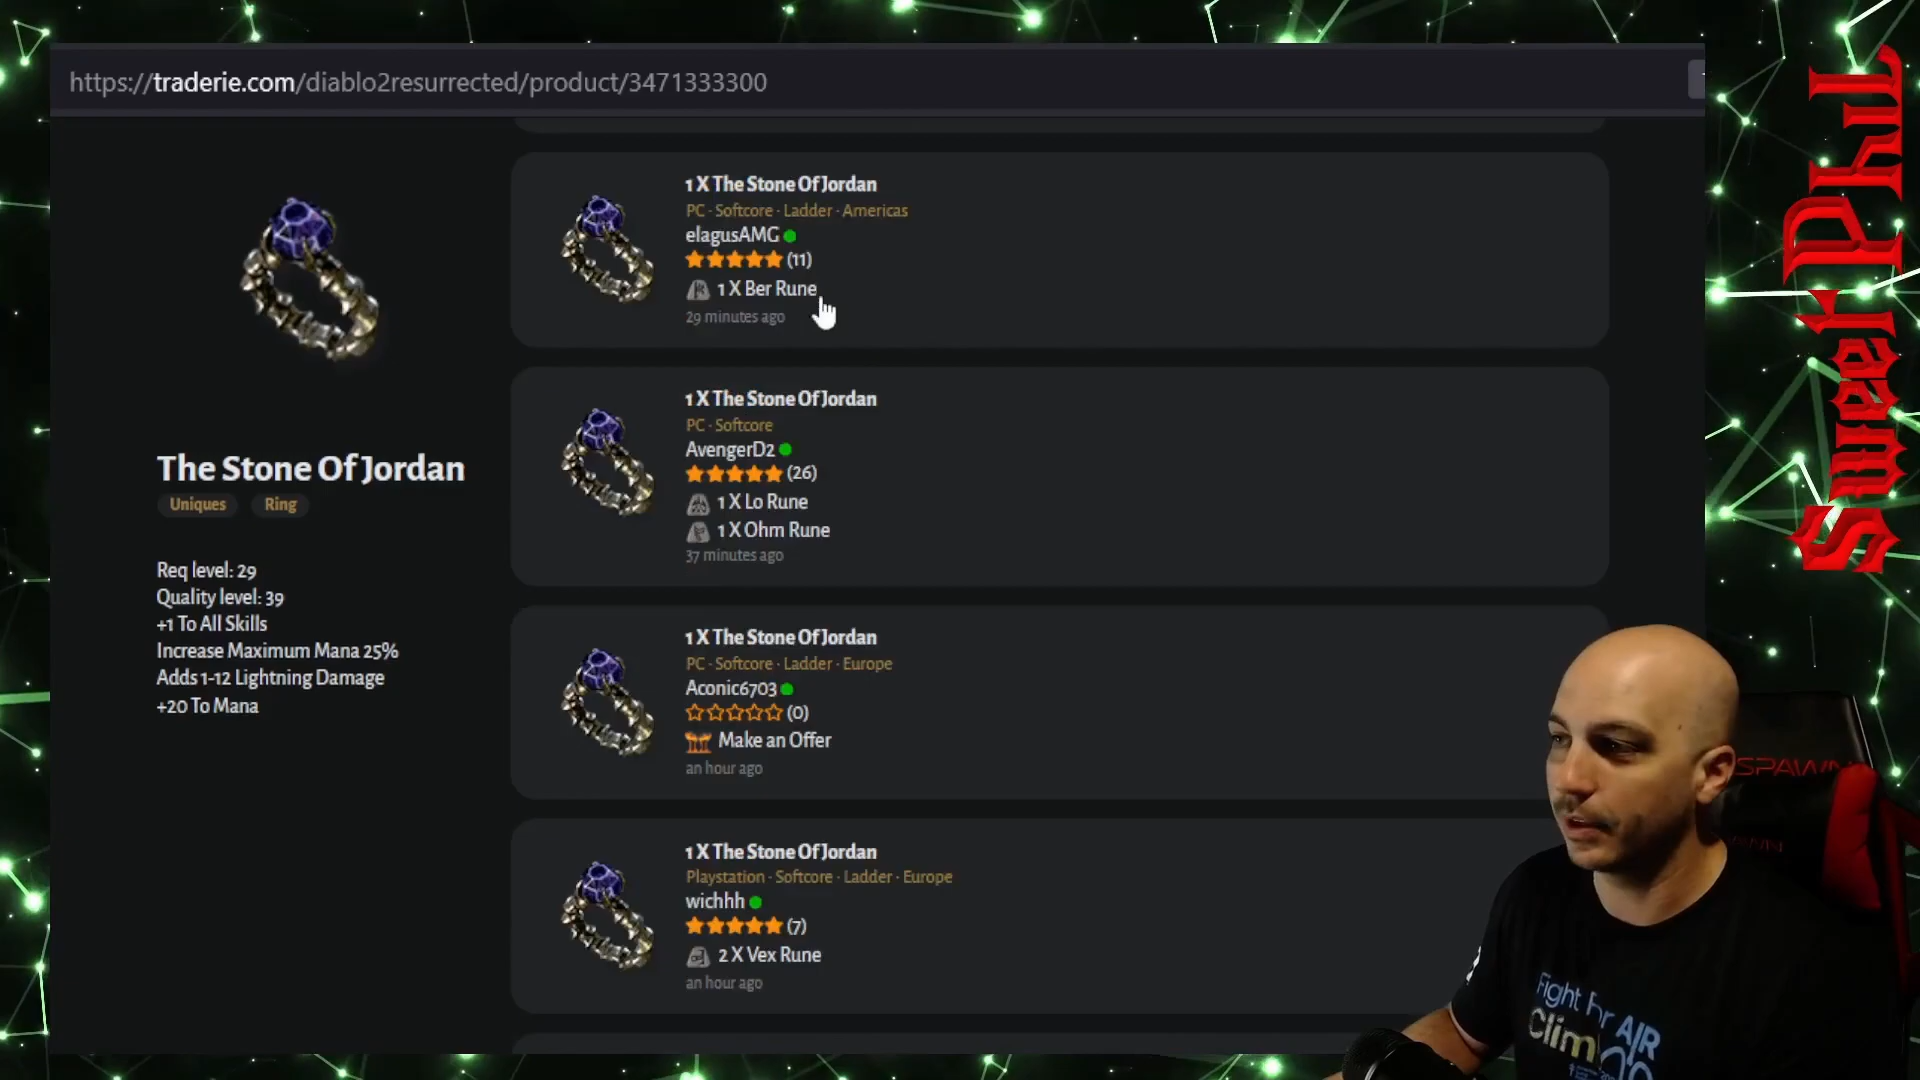 https://traderie.com/diablo2resurrected/product/3471333300
The Stone Of Jordan
Uniques
Ring
Req level: 29
Quality level: 39
+1 To All Skills
Increase Maximum Mana 25%
Adds 1-12 Lightning Damage
+20 To Mana
1 X The Stone Of Jordan
PC · Softcore · Ladder · Americas
elagusAMG
(11)
1 X Ber Rune
29 minutes ago
1 X The Stone Of Jordan
PC · Softcore
AvengerD2
(26)
1 X Lo Rune
1 X Ohm Rune
37 minutes ago
1 X The Stone Of Jordan
PC · Softcore · Ladder · Europe
Aconic6703
(0)
Make an Offer
an hour ago
1 X The Stone Of Jordan
Playstation · Softcore · Ladder · Europe
wichhh
(7)
2 X Vex Rune
an hour ago
Sweet Phil
SPAWN
Fight For AIR